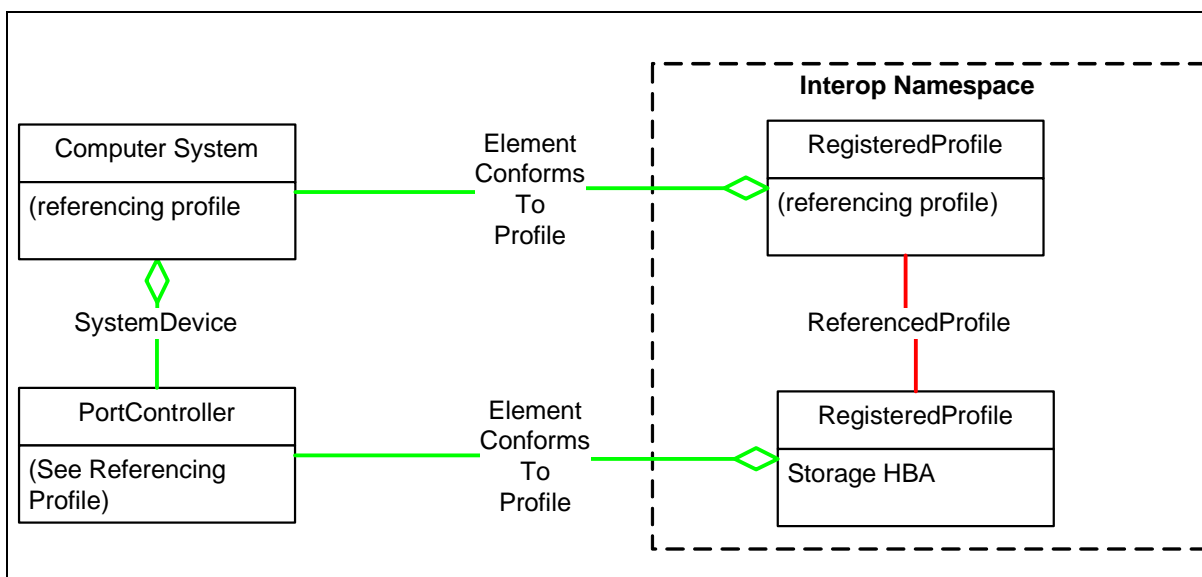 Interop Namespace
Computer System
(referencing profile
Element
Conforms
To
Profile
RegisteredProfile
(referencing profile)
SystemDevice
ReferencedProfile
PortController
(See Referencing
Profile)
Element
Conforms
To
Profile
RegisteredProfile
Storage HBA